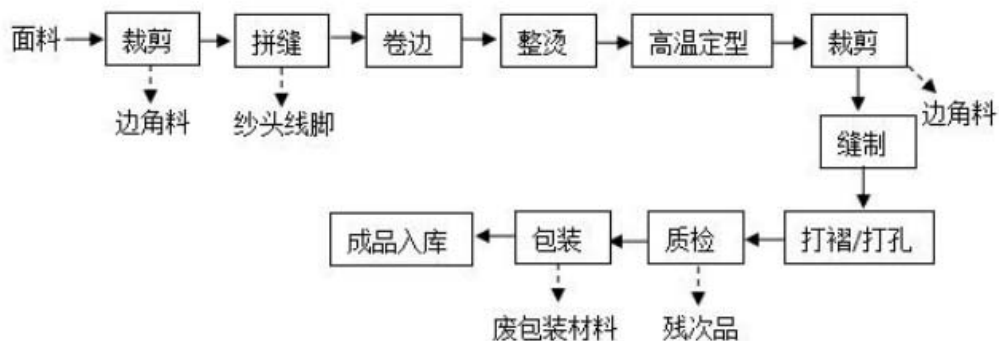 面料 裁剪 拼缝 卷边 整烫 高温定型 裁剪
边角料 纱头线脚 边角料
缝制
成品入库 包装 质检 打褶/打孔
废包装材料 残次品